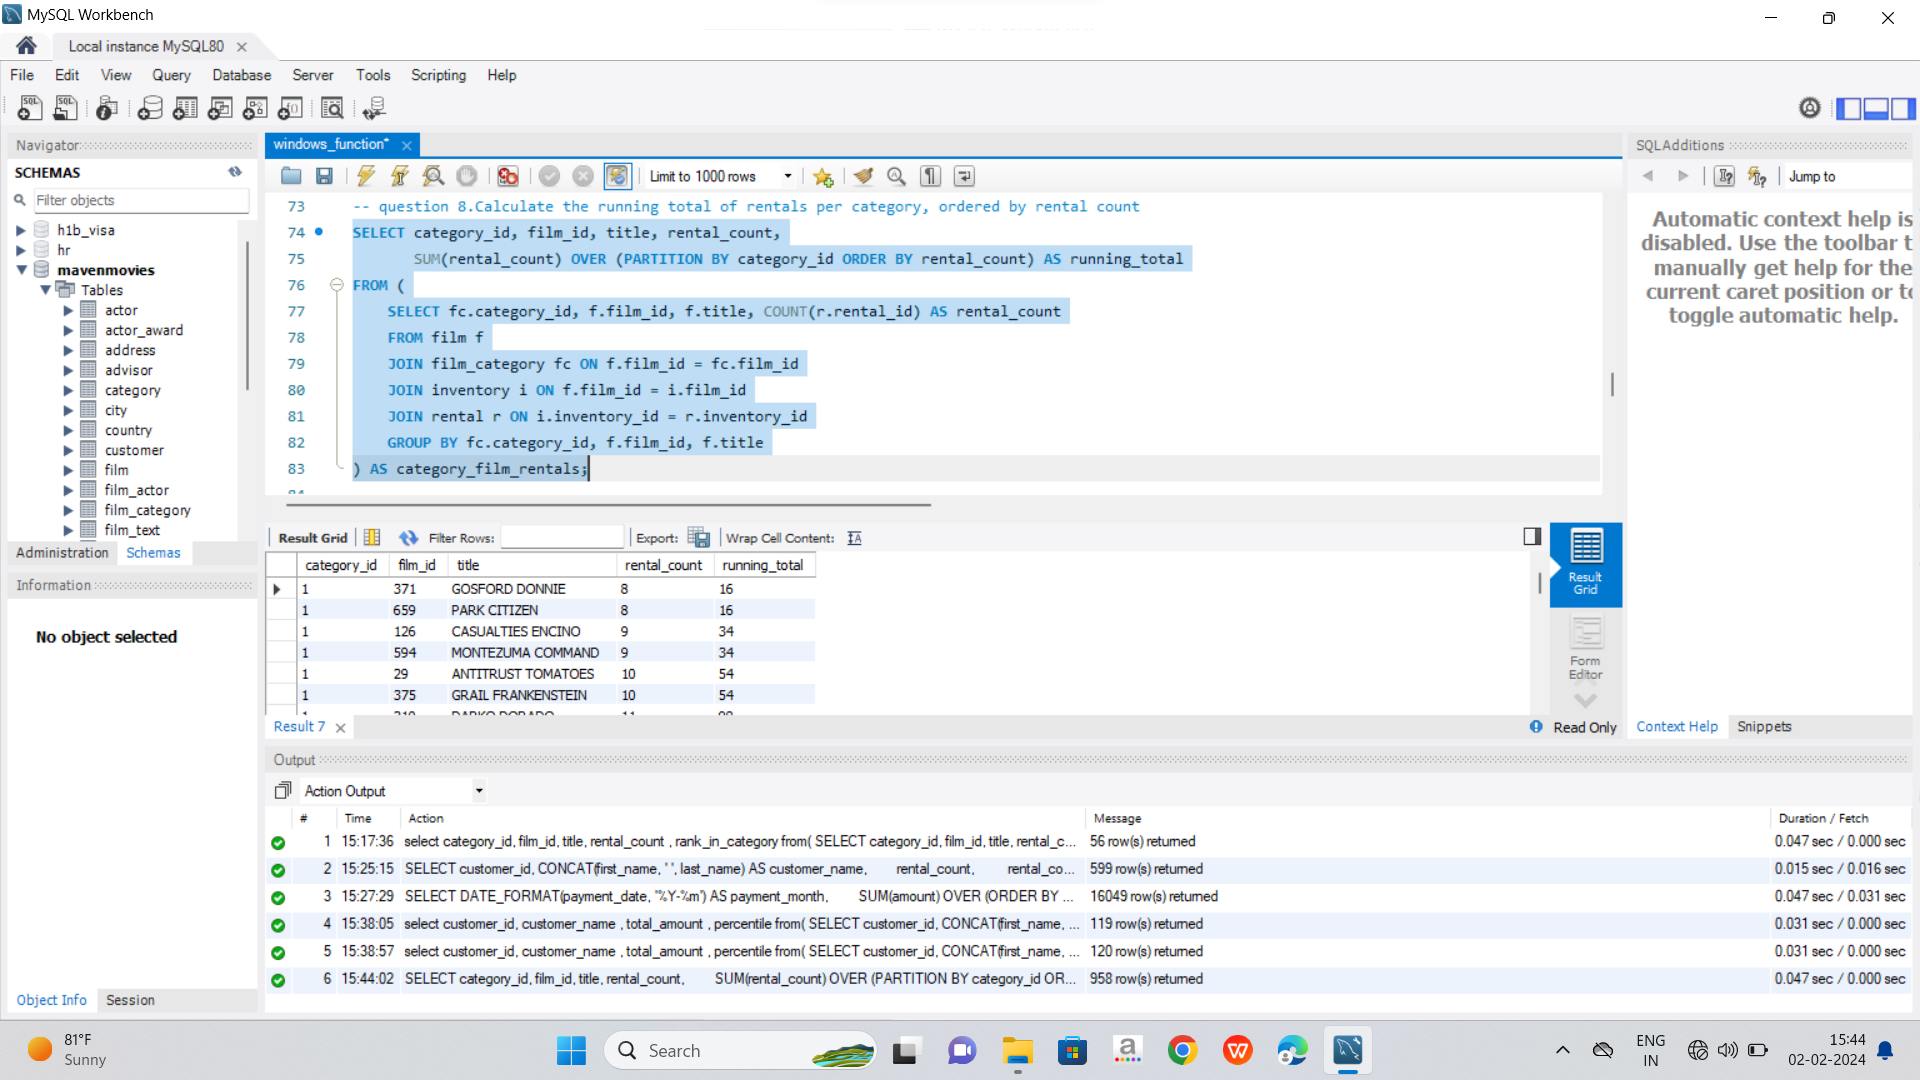 MySQL Workbench
Local instance MySQL80
File Edit View Query Database Server Tools Scripting Help
Navigator
SCHEMAS
Filter objects
h1b_visa
hr
mavenmovies
Tables
actor
actor_award
address
advisor
category
city
country
customer
film
film_actor
film_category
film_text
Administration Schemas
Information
No object selected
Object Info Session
windows_function*
Limit to 1000 rows
73 -- question 8.Calculate the running total of rentals per category, ordered by rental count
74 SELECT category_id, film_id, title, rental_count,
75 SUM(rental_count) OVER (PARTITION BY category_id ORDER BY rental_count) AS running_total
76 FROM (
77 SELECT fc.category_id, f.film_id, f.title, COUNT(r.rental_id) AS rental_count
78 FROM film f
79 JOIN film_category fc ON f.film_id = fc.film_id
80 JOIN inventory i ON f.film_id = i.film_id
81 JOIN rental r ON i.inventory_id = r.inventory_id
82 GROUP BY fc.category_id, f.film_id, f.title
83 ) AS category_film_rentals;
Result Grid Filter Rows: Export: Wrap Cell Content:
category_id film_id title rental_count running_total
1 371 GOSFORD DONNIE 8 16
1 659 PARK CITIZEN 8 16
1 126 CASUALTIES ENCINO 9 34
1 594 MONTEZUMA COMMAND 9 34
1 29 ANTITRUST TOMATOES 10 54
1 375 GRAIL FRANKENSTEIN 10 54
Result Grid
Form Editor
Result 7
Read Only
SQLAdditions
Jump to
Automatic context help is
disabled. Use the toolbar t
manually get help for the
current caret position or to
toggle automatic help.
Context Help Snippets
Output
Action Output
# Time Action Message Duration / Fetch
1 15:17:36 select category_id, film_id, title, rental_count , rank_in_category from( SELECT category_id, film_id, title, rental_c... 56 row(s) returned 0.047 sec / 0.000 sec
2 15:25:15 SELECT customer_id, CONCAT(first_name, ' ', last_name) AS customer_name, rental_count, rental_co... 599 row(s) returned 0.015 sec / 0.016 sec
3 15:27:29 SELECT DATE_FORMAT(payment_date, '%Y-%m') AS payment_month, SUM(amount) OVER (ORDER BY ... 16049 row(s) returned 0.047 sec / 0.031 sec
4 15:38:05 select customer_id, customer_name , total_amount , percentile from( SELECT customer_id, CONCAT(first_name, ... 119 row(s) returned 0.031 sec / 0.000 sec
5 15:38:57 select customer_id, customer_name , total_amount , percentile from( SELECT customer_id, CONCAT(first_name, ... 120 row(s) returned 0.031 sec / 0.000 sec
6 15:44:02 SELECT category_id, film_id, title, rental_count, SUM(rental_count) OVER (PARTITION BY category_id OR... 958 row(s) returned 0.047 sec / 0.000 sec
81°F
Sunny
Search
ENG
IN
15:44
02-02-2024